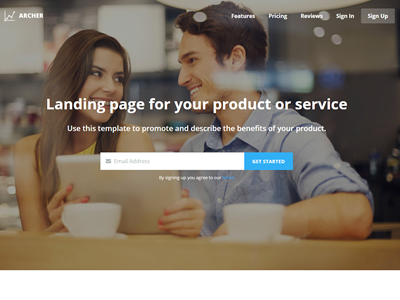 ARCHER
Features Pricing Reviews Sign In Sign Up
Landing page for your product or service
Use this template to promote and describe the benefits of your product.
Email Address GET STARTED
By signing up you agree to our